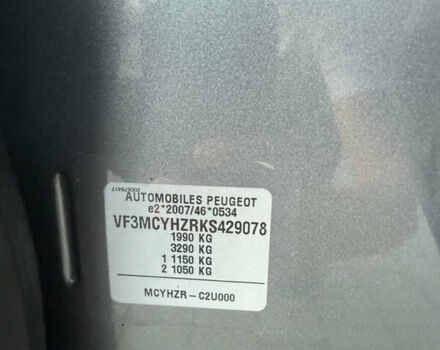 AUTOMOBILES PEUGEOT
e2*2007/46*0534
VF3MCYHZRKS429078
1990 KG
3290 KG
1 1150 KG
2 1050 KG
MCYHZR-C2U000